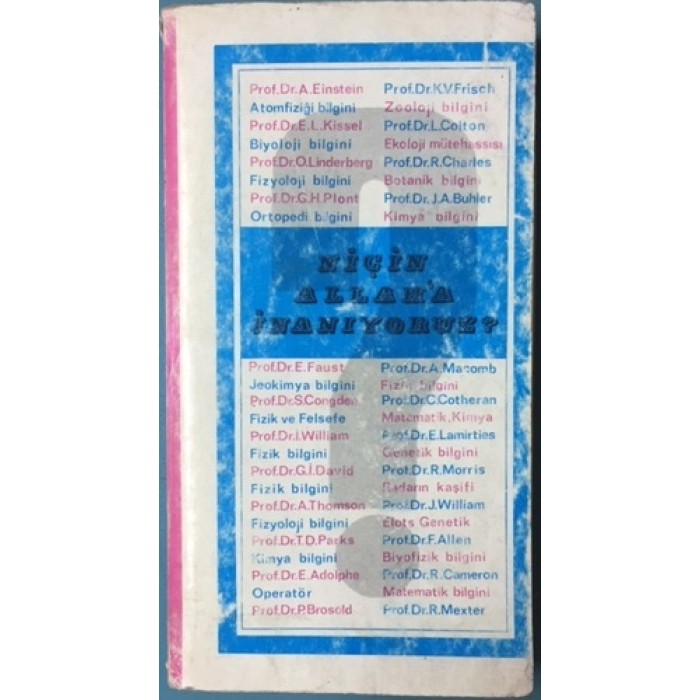 Prof.Dr.A.Einstein
Atomfiziği bilgini
Prof.Dr.E.L.Kissel
Biyoloji bilgini
Prof.Dr.O.Linderberg
Fizyoloji bilgini
Prof.Dr.G.H.Plont
Ortopedi bilgini
Prof.Dr.K.V.Frisch
Zooloji bilgini
Prof.Dr.L.Colton
Ekoloji mütehassısı
Prof.Dr.R.Charles
Botanik bilgini
Prof.Dr.J.A.Buhler
Kimya bilgini
NİÇİN
ALLAH'A
İNANIYORUZ?
Prof.Dr.E.Faust
Jeokimya bilgini
Prof.Dr.S.Congden
Fizik ve Felsefe
Prof.Dr.İ.William
Fizik bilgini
Prof.Dr.G.İ.David
Fizik bilgini
Prof.Dr.A.Thomson
Fizyoloji bilgini
Prof.Dr.T.D.Parks
Kimya bilgini
Prof.Dr.E.Adolphe
Operatör
Prof.Dr.P.Brosold
Prof.Dr.A.Macomb
Fizik bilgini
Prof.Dr.C.Cotheran
Matematik,Kimya
Prof.Dr.E.Lamirties
Genetik bilgini
Prof.Dr.R.Morris
Radarın kaşifi
Prof.Dr.J.William
Elots Genetik
Prof.Dr.F.Allen
Biyofizik bilgini
Prof.Dr.R.Cameron
Matematik bilgini
Prof.Dr.R.Mexter